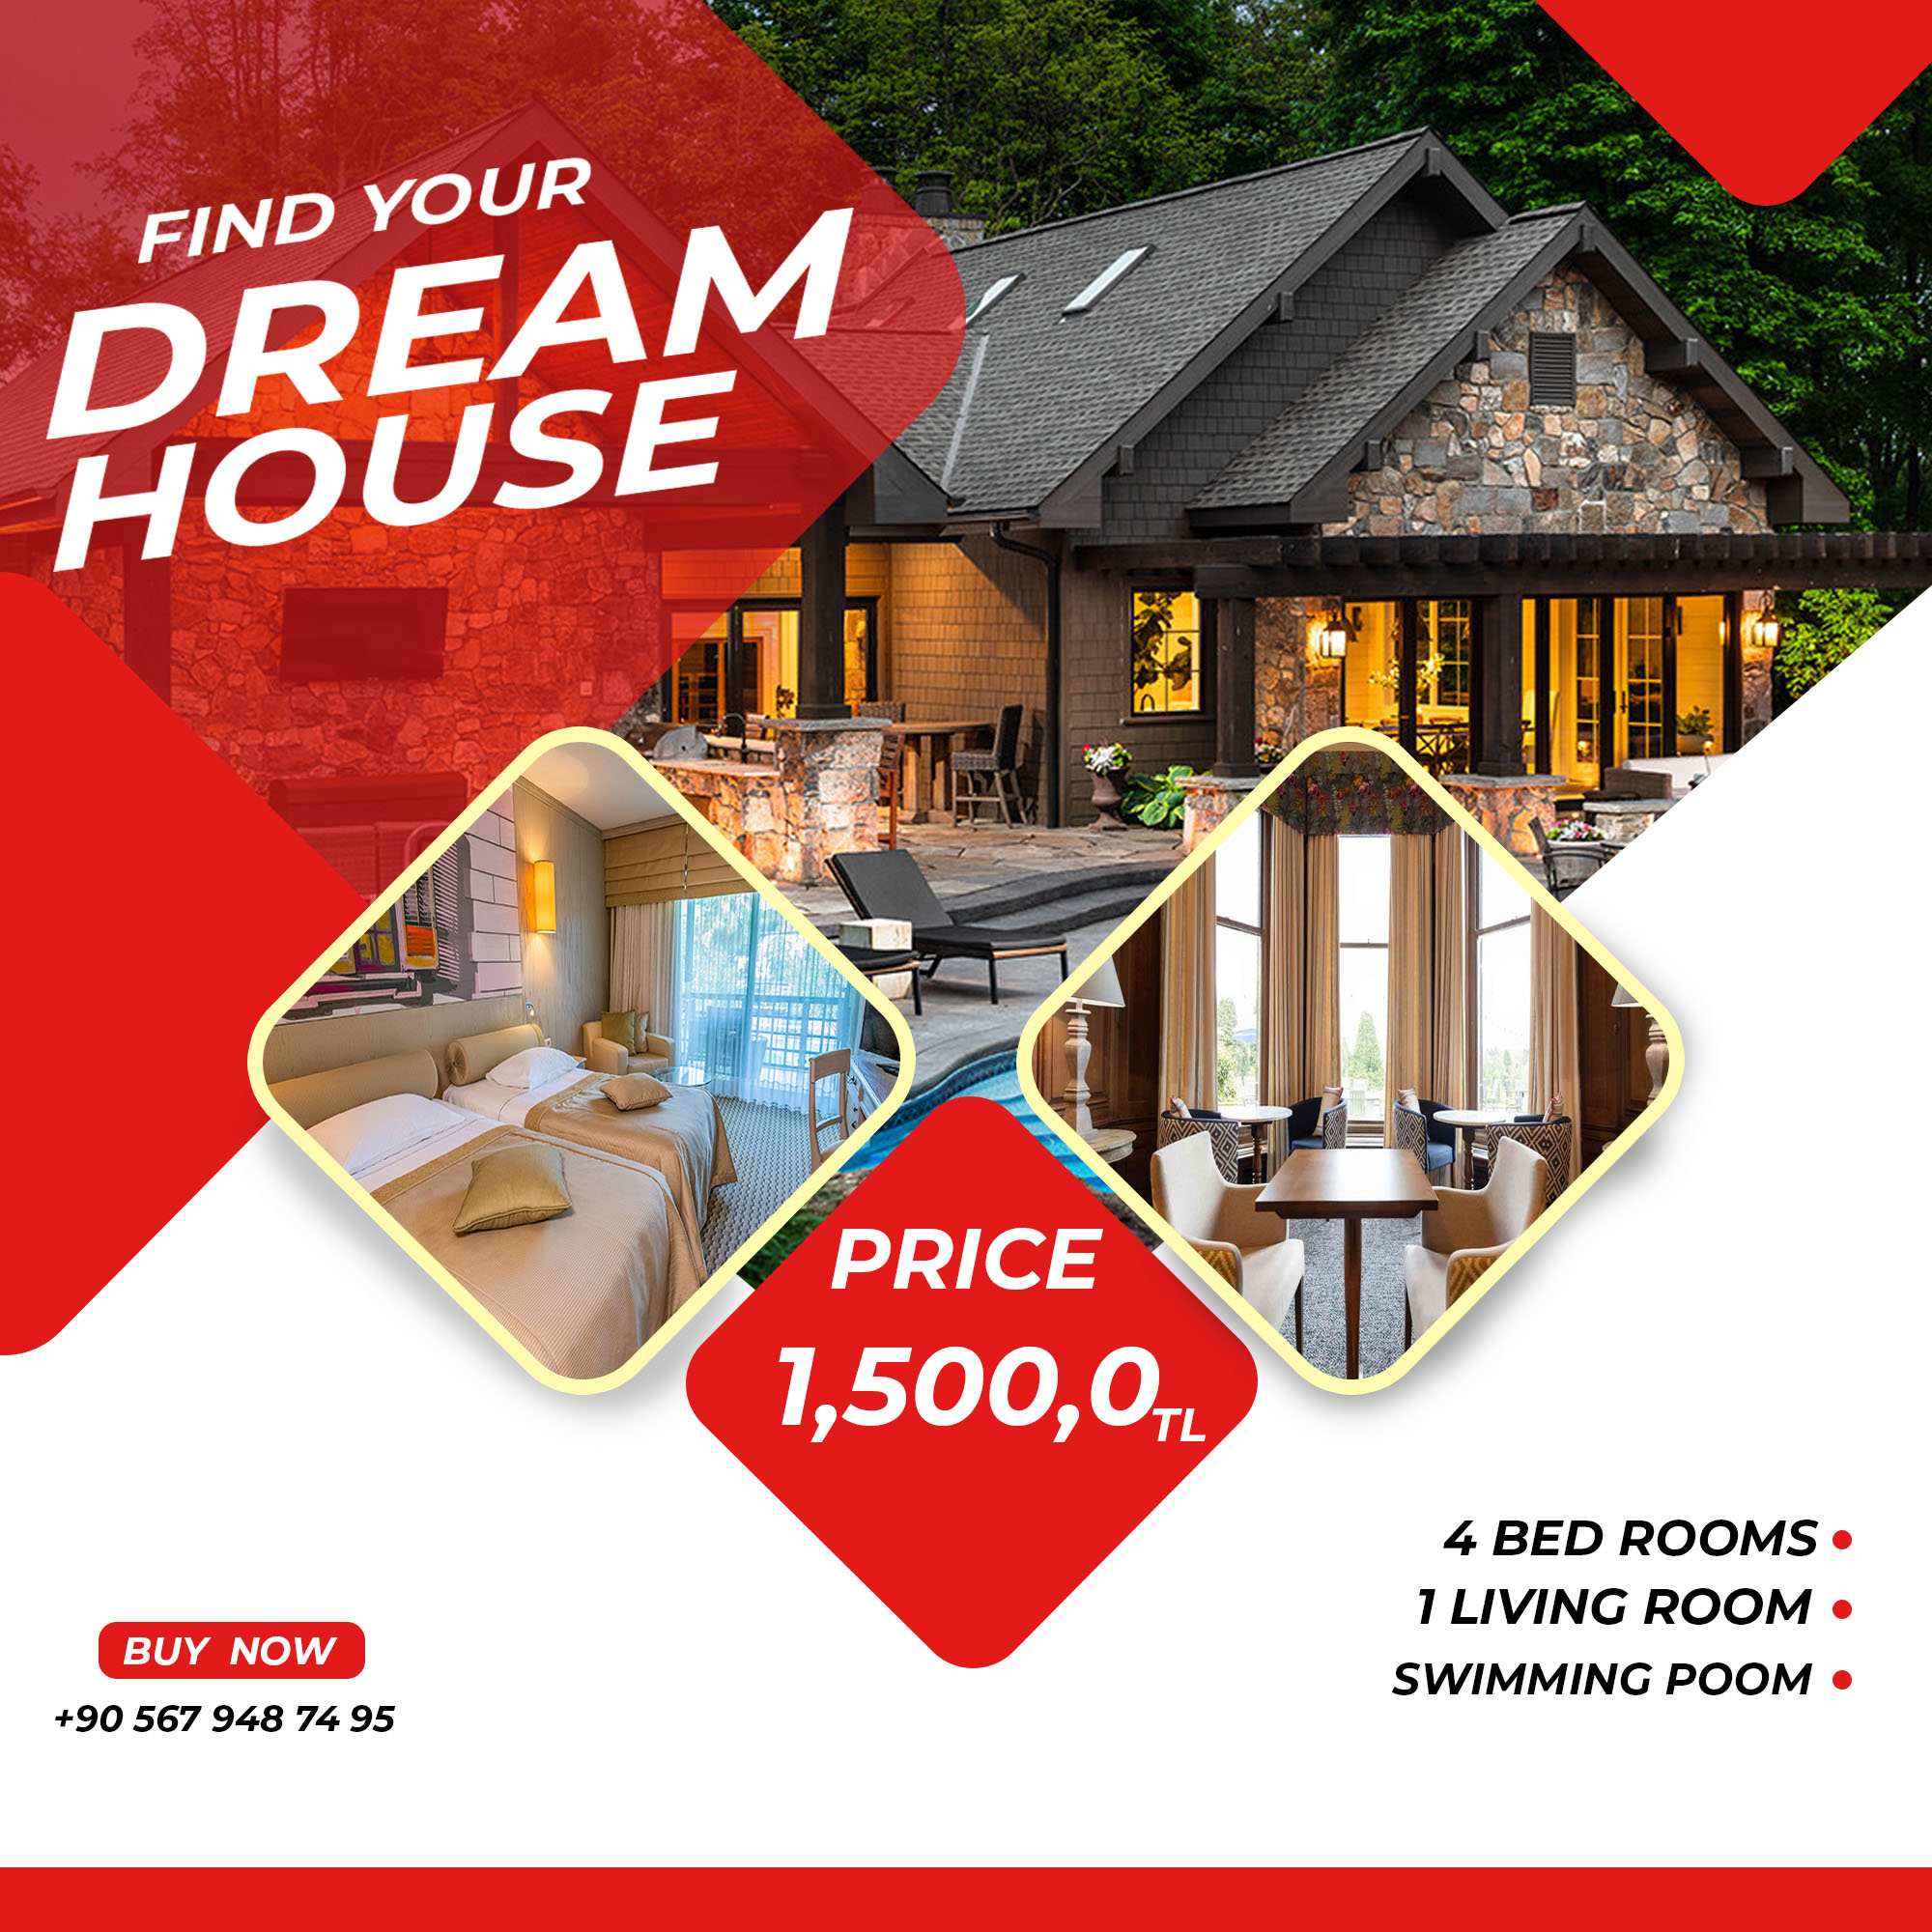 FIND YOUR
DREAM
HOUSE
PRICE
1,500,0TL
4 BED ROOMS
1 LIVING ROOM
SWIMMING POOM
BUY NOW
+90 567 948 74 95